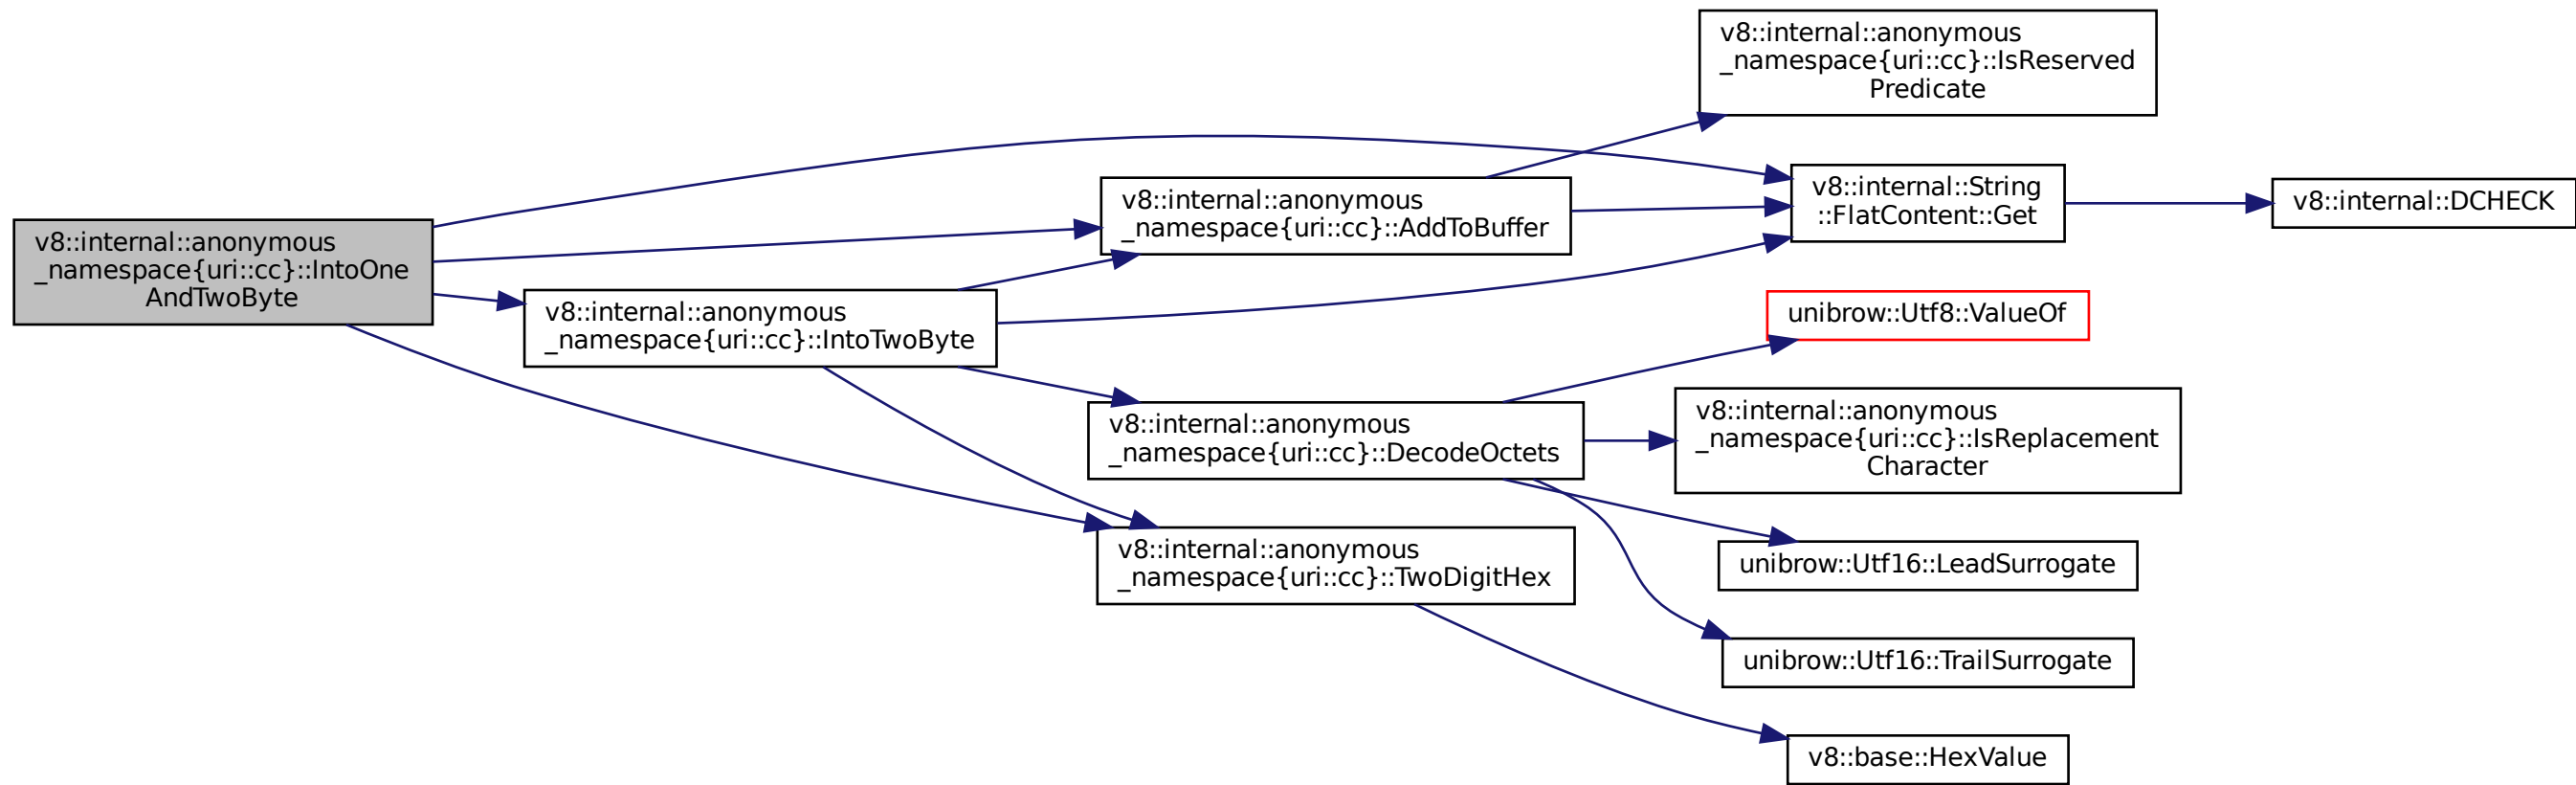 v8::internal::anonymous
_namespace{uri::cc}::IntoOne
AndTwoByte
v8::internal::anonymous
_namespace{uri::cc}::IntoTwoByte
v8::internal::anonymous
_namespace{uri::cc}::AddToBuffer
v8::internal::anonymous
_namespace{uri::cc}::DecodeOctets
v8::internal::anonymous
_namespace{uri::cc}::TwoDigitHex
v8::internal::anonymous
_namespace{uri::cc}::IsReserved
Predicate
v8::internal::String
::FlatContent::Get
unibrow::Utf8::ValueOf
v8::internal::anonymous
_namespace{uri::cc}::IsReplacement
Character
unibrow::Utf16::LeadSurrogate
unibrow::Utf16::TrailSurrogate
v8::base::HexValue
v8::internal::DCHECK